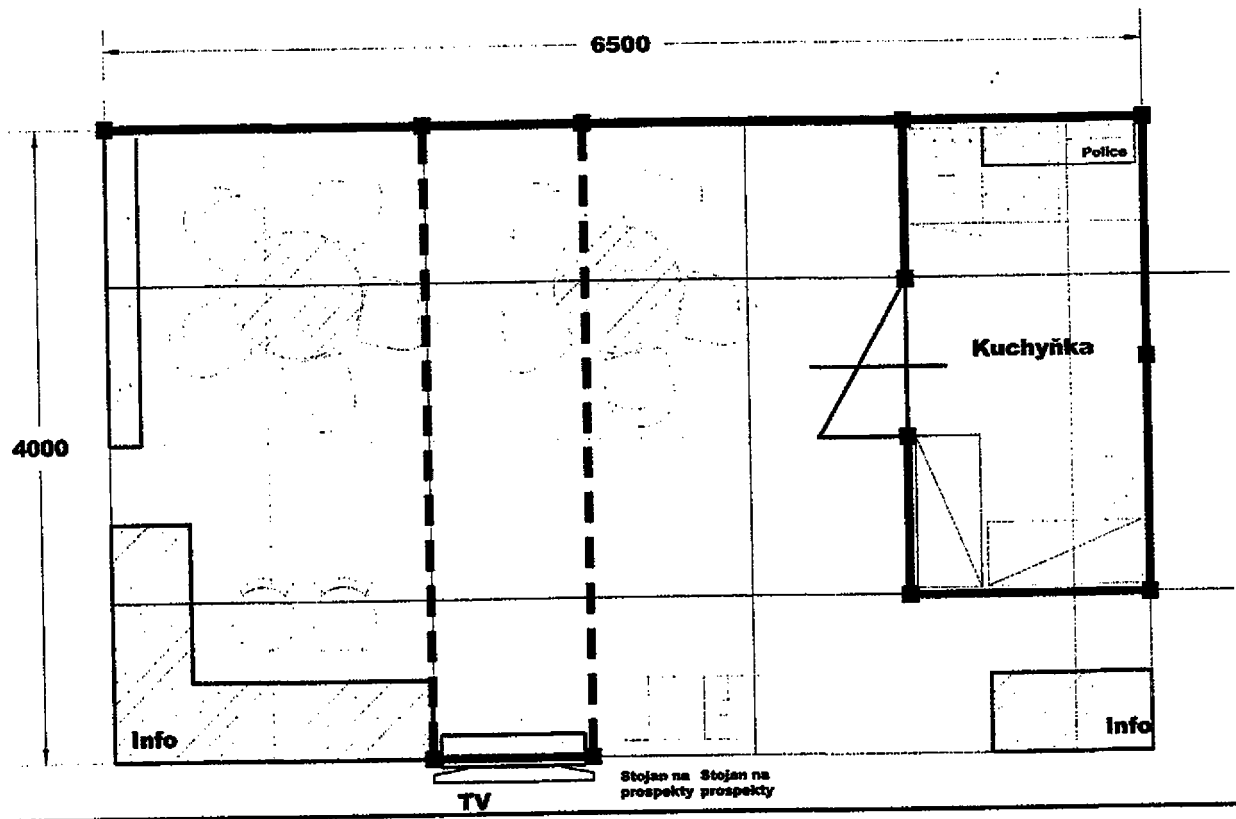 6500
Police
Kuchyňka
4000
Info
Info
TV
Stojan na Stojan na
prospekty prospekty